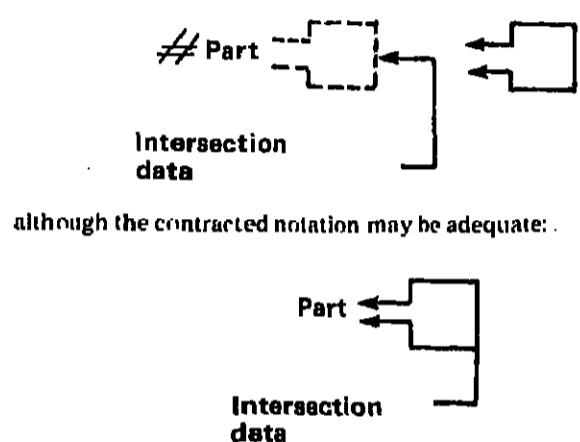 # Part
Intersection
data
although the contracted notation may be adequate:
Part
Intersection
data